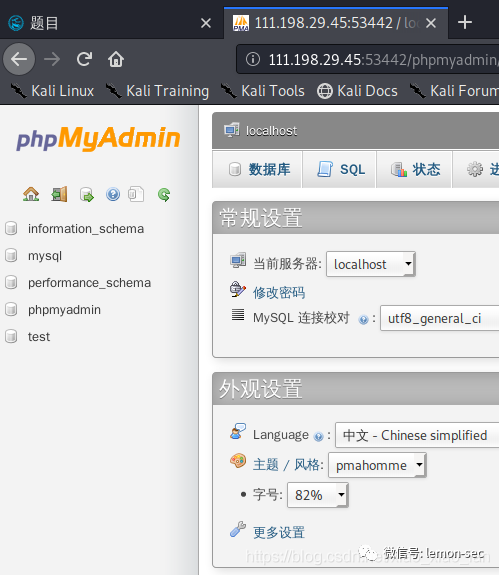 题目
111.198.29.45:53442 / lo
111.198.29.45:53442/phpmyadmin/
Kali Linux Kali Training Kali Tools Kali Docs Kali Forum
phpMyAdmin
localhost
数据库 SQL 状态 进
information_schema
mysql
performance_schema
phpmyadmin
test
常规设置
当前服务器: localhost
修改密码
MySQL 连接校对 : utf8_general_ci
外观设置
Language : 中文 - Chinese simplified
主题 / 风格: pmahomme
字号: 82%
更多设置
微信号: lemon-sec